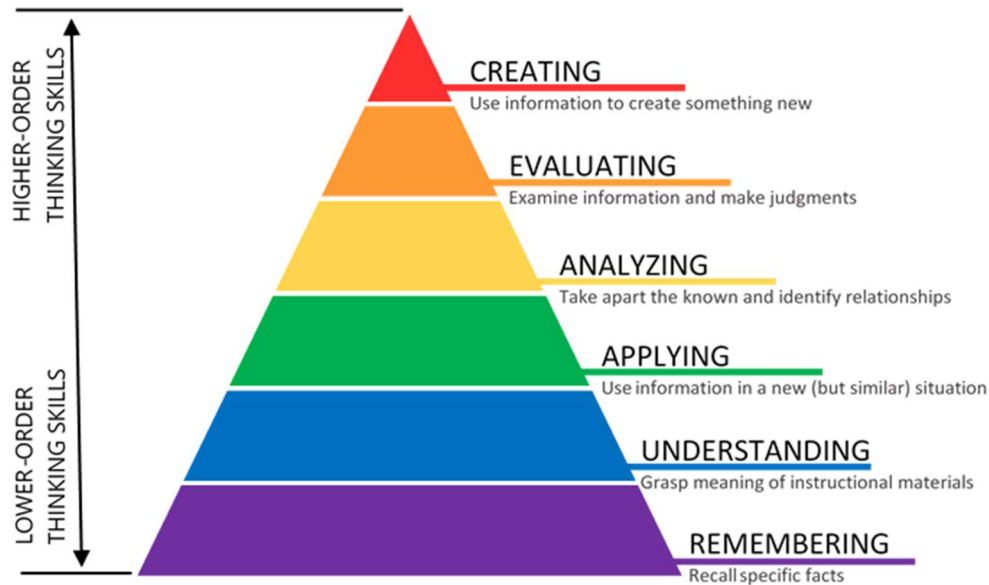 HIGHER-ORDER
THINKING SKILLS
LOWER-ORDER
THINKING SKILLS
CREATING
Use information to create something new
EVALUATING
Examine information and make judgments
ANALYZING
Take apart the known and identify relationships
APPLYING
Use information in a new (but similar) situation
UNDERSTANDING
Grasp meaning of instructional materials
REMEMBERING
Recall specific facts